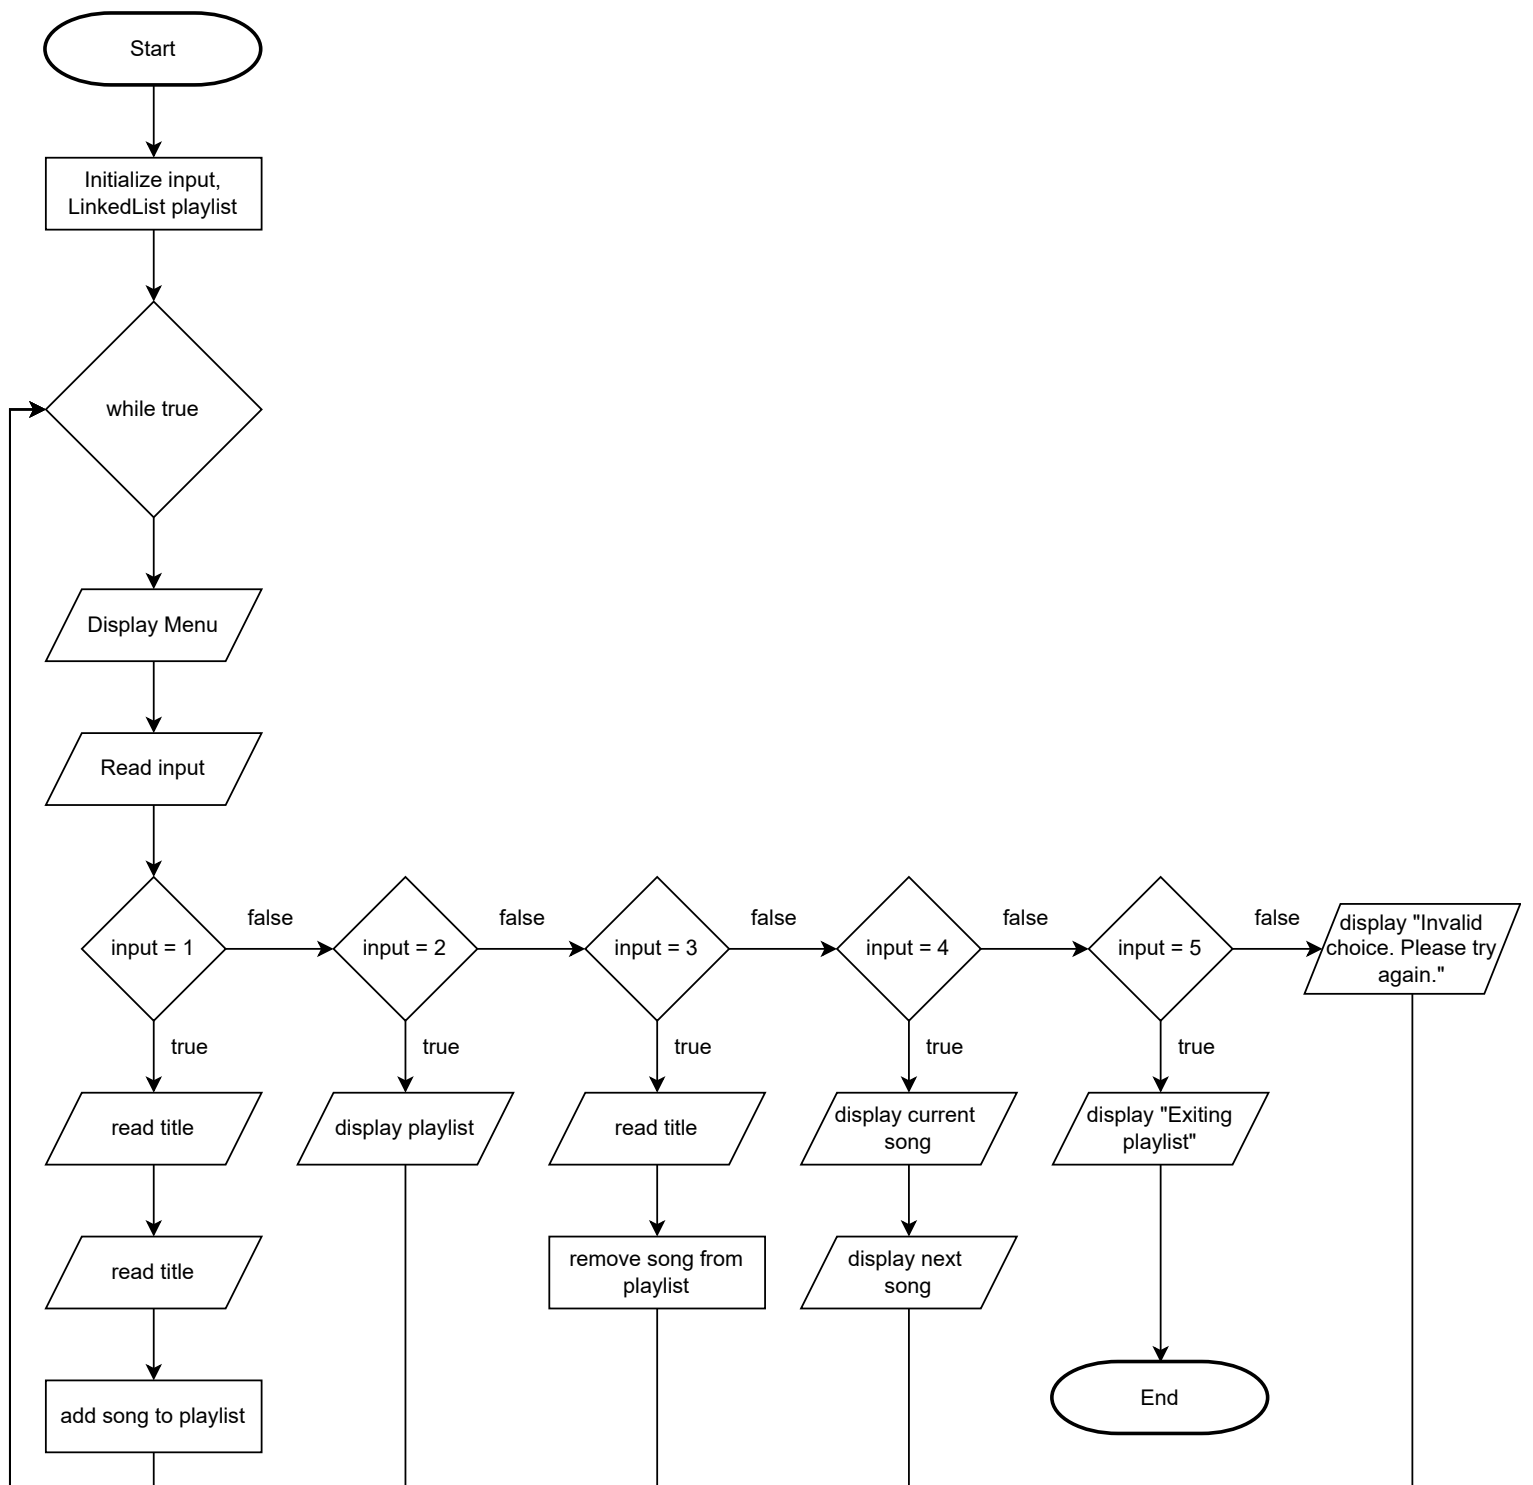 Start
Initialize input,
LinkedList playlist
while true
Display Menu
Read input
input = 1
false
input = 2
false
input = 3
false
input = 4
false
input = 5
false
display "Invalid
choice. Please try
again."
true
true
true
true
true
read title
display playlist
read title
display current
song
display "Exiting
playlist"
read title
remove song from
playlist
display next
song
add song to playlist
End